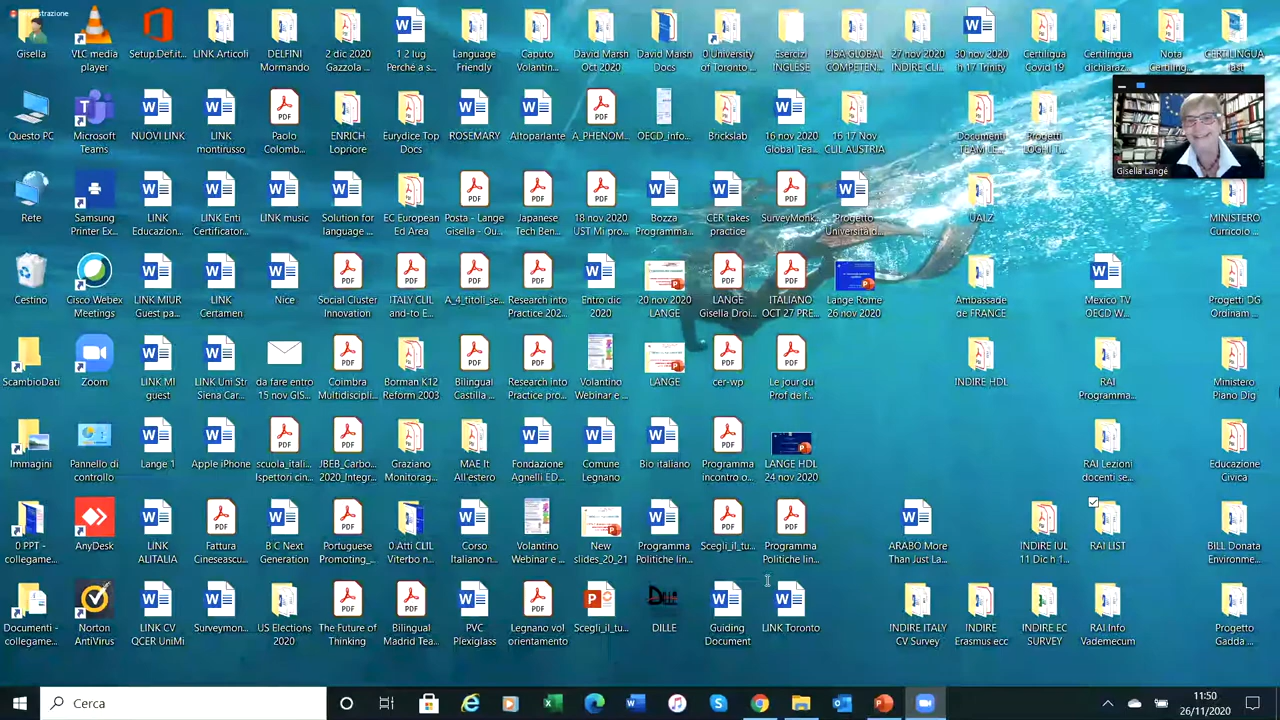 Gisella
VLC media
player
Setup.Def.it...
LINK Articoli
DELFINI
Mormando
2 dic 2020
Gazzola ...
1 2 lug
Perché a s...
Language
Friendly
Caputo
Volantin...
David Marsh
Oct 2020
David Marsh
Docs
0 University
of Toronto ...
Esercizi
INGLESE
PISA GLOBAL
COMPETEN...
27 nov 2020
INDIRE CLI...
30 nov 2020
h 17 Trinity
Certilingua
Covid 19
Certilingua
dichiaraz...
Nota
Certiling...
CERTILINGUA
Questo PC
Microsoft
Teams
NUOVI LINK
LINK
montirusso
Paolo
Colomb...
ENRICH
Lopriore
Eurydice Top
Docs
ROSEMARY
Altoparlante
A_PHENOM...
OECD_info...
Brickslab
16 nov 2020
Global Tea...
16 17 Nov
CLIL AUSTRIA
Documenti
TEAM LE...
Progetti
LOGHI T...
Gisella Langé
Rete
Samsung
Printer Ex...
LINK
Educazion...
LINK Enti
Certificator...
LINK music
Solution for
language ...
EC European
Ed Area
Posta - Lange
Gisella - Ou...
Japanese
Tech Ben...
18 nov 2020
UST Mi pro...
Bozza
Programma...
CER takes
practice
SurveyMonk...
Progetto
Università d...
UALZ
MINISTERO
Curricolo ...
Cestino
Cisco Webex
Meetings
LINK MIUR
Guest pa...
LINK
Certamen
Nice
Social Cluster
Innovation
ITALY CLIL
and-to E...
A_4_titoli_se...
Research into
Practice 202...
Entro dic
2020
20 nov 2020
LANGE
LANGE
Gisella Droi...
ITALIANO
OCT 27 PRE...
Lange Rome
26 nov 2020
Ambassade
de FRANCE
Mexico TV
OECD W...
Progetti DG
Ordinam...
ScambioDati
Zoom
LINK MI
guest
LINK Uni Str
Siena Car...
da fare entro
15 nov GIS...
Coimbra
Multidiscipli...
Borman K12
Reform 2003
Bilingual
Castilla ...
Research into
Practice pro...
Volantino
Webinar e ...
LANGE
cer-wp
Le jour du
Prof de f...
INDIRE HDL
RAI
Programma...
Ministero
Piano Dig
Immagini
Pannello di
controllo
Lange 1
Apple iPhone
scuola_itali...
Ispettori cin...
JBEB_Carbo...
2020_Integr...
Graziano
Monitorag...
MAE It
All'estero
Fondazione
Agnelli ED...
Comune
Legnano
Bio italiano
Programma
incontro o...
LANGE HDL
24 nov 2020
RAI Lezioni
docenti se...
Educazione
Civica
0 PPT -
collegame...
AnyDesk
LINK
ALITALIA
Fattura
Cineseascu...
B:C Next
Generation
Portuguese
Promoting_...
0 Atti CLIL
Viterbo n...
Corso
Italiano n...
Volantino
Webinar e ...
New
slides_20_21
Programma
Politiche lin...
Scegli_il_tu...
Programma
Politiche lin...
ARABO More
Than Just La...
INDIRE IUL
11 Dic h 1...
RAI LIST
BILL Donata
Environme...
Documenti -
collegame...
Norton
AntiVirus
LINK CV
QCER UniMi
Surveymon...
US Elections
2020
The Future of
Thinking
Bilingual
Madrid Tea...
PVC
Plexiglass
Legnano vol
orientamento
Scegli_il_tu...
DILLE
Guiding
Document
LINK Toronto
INDIRE ITALY
CV Survey
INDIRE
Erasmus ecc
INDIRE EC
SURVEY
RAI Info
Vademecum
Progetto
Gadda ...
Cerca
11:50
26/11/2020